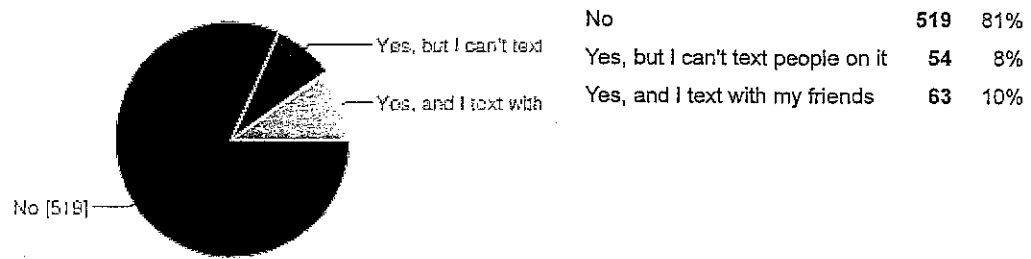 Yes, but I can't text
Yes, and I text with
No [519]
No 519 81%
Yes, but I can't text people on it 54 8%
Yes, and I text with my friends 63 10%